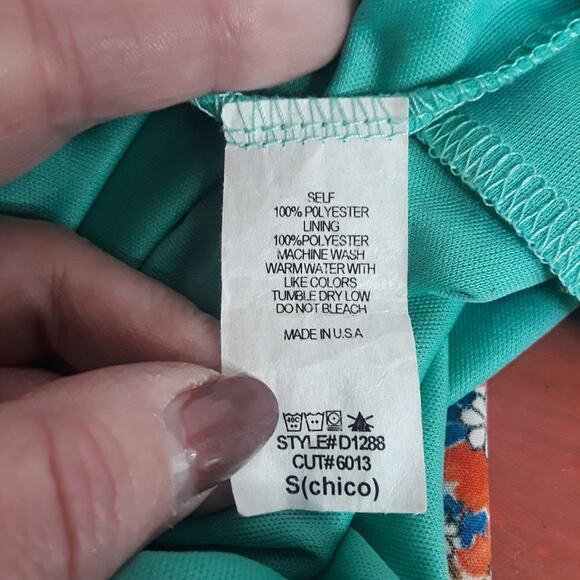 SELF
100% POLYESTER
LINING
100%POLYESTER
MACHINE WASH
WARM WATER WITH
LIKE COLORS
TUMBLE DRY LOW
DO NOT BLEACH
MADE IN U.S.A
40C
STYLE# D1288
CUT# 6013
S(chico)